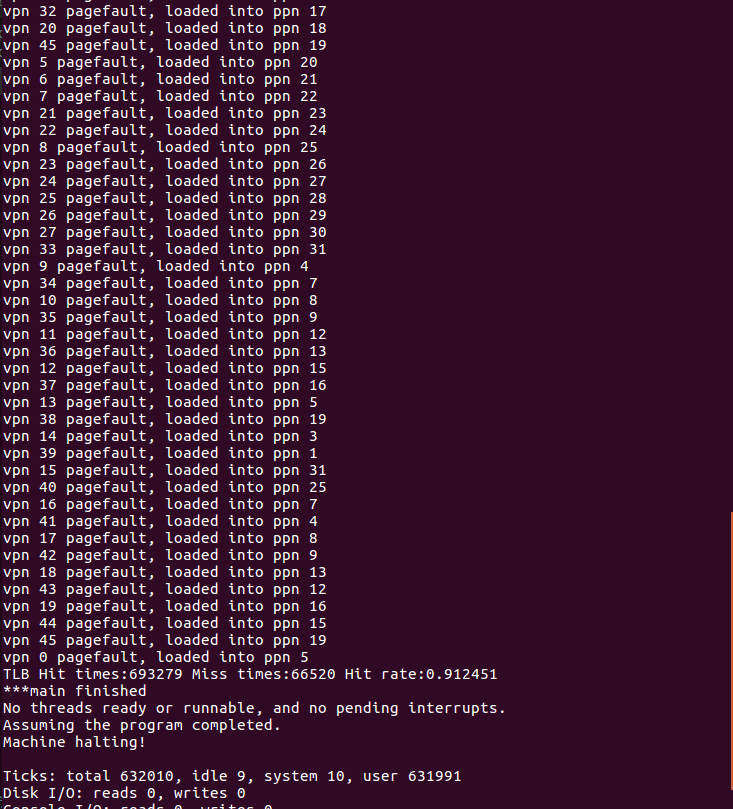 vpn 32 pagefault, loaded into ppn 17
vpn 20 pagefault, loaded into ppn 18
vpn 45 pagefault, loaded into ppn 19
vpn 5 pagefault, loaded into ppn 20
vpn 6 pagefault, loaded into ppn 21
vpn 7 pagefault, loaded into ppn 22
vpn 21 pagefault, loaded into ppn 23
vpn 22 pagefault, loaded into ppn 24
vpn 8 pagefault, loaded into ppn 25
vpn 23 pagefault, loaded into ppn 26
vpn 24 pagefault, loaded into ppn 27
vpn 25 pagefault, loaded into ppn 28
vpn 26 pagefault, loaded into ppn 29
vpn 27 pagefault, loaded into ppn 30
vpn 33 pagefault, loaded into ppn 31
vpn 9 pagefault, loaded into ppn 4
vpn 34 pagefault, loaded into ppn 7
vpn 10 pagefault, loaded into ppn 8
vpn 35 pagefault, loaded into ppn 9
vpn 11 pagefault, loaded into ppn 12
vpn 36 pagefault, loaded into ppn 13
vpn 12 pagefault, loaded into ppn 15
vpn 37 pagefault, loaded into ppn 16
vpn 13 pagefault, loaded into ppn 5
vpn 38 pagefault, loaded into ppn 19
vpn 14 pagefault, loaded into ppn 3
vpn 39 pagefault, loaded into ppn 1
vpn 15 pagefault, loaded into ppn 31
vpn 40 pagefault, loaded into ppn 25
vpn 16 pagefault, loaded into ppn 7
vpn 41 pagefault, loaded into ppn 4
vpn 17 pagefault, loaded into ppn 8
vpn 42 pagefault, loaded into ppn 9
vpn 18 pagefault, loaded into ppn 13
vpn 43 pagefault, loaded into ppn 12
vpn 19 pagefault, loaded into ppn 16
vpn 44 pagefault, loaded into ppn 15
vpn 45 pagefault, loaded into ppn 19
vpn 0 pagefault, loaded into ppn 5
TLB Hit times:693279 Miss times:66520 Hit rate:0.912451
***main finished
No threads ready or runnable, and no pending interrupts.
Assuming the program completed.
Machine halting!
Ticks: total 632010, idle 9, system 10, user 631991
Disk I/O: reads 0, writes 0
Console I/O: reads 0, writes 0